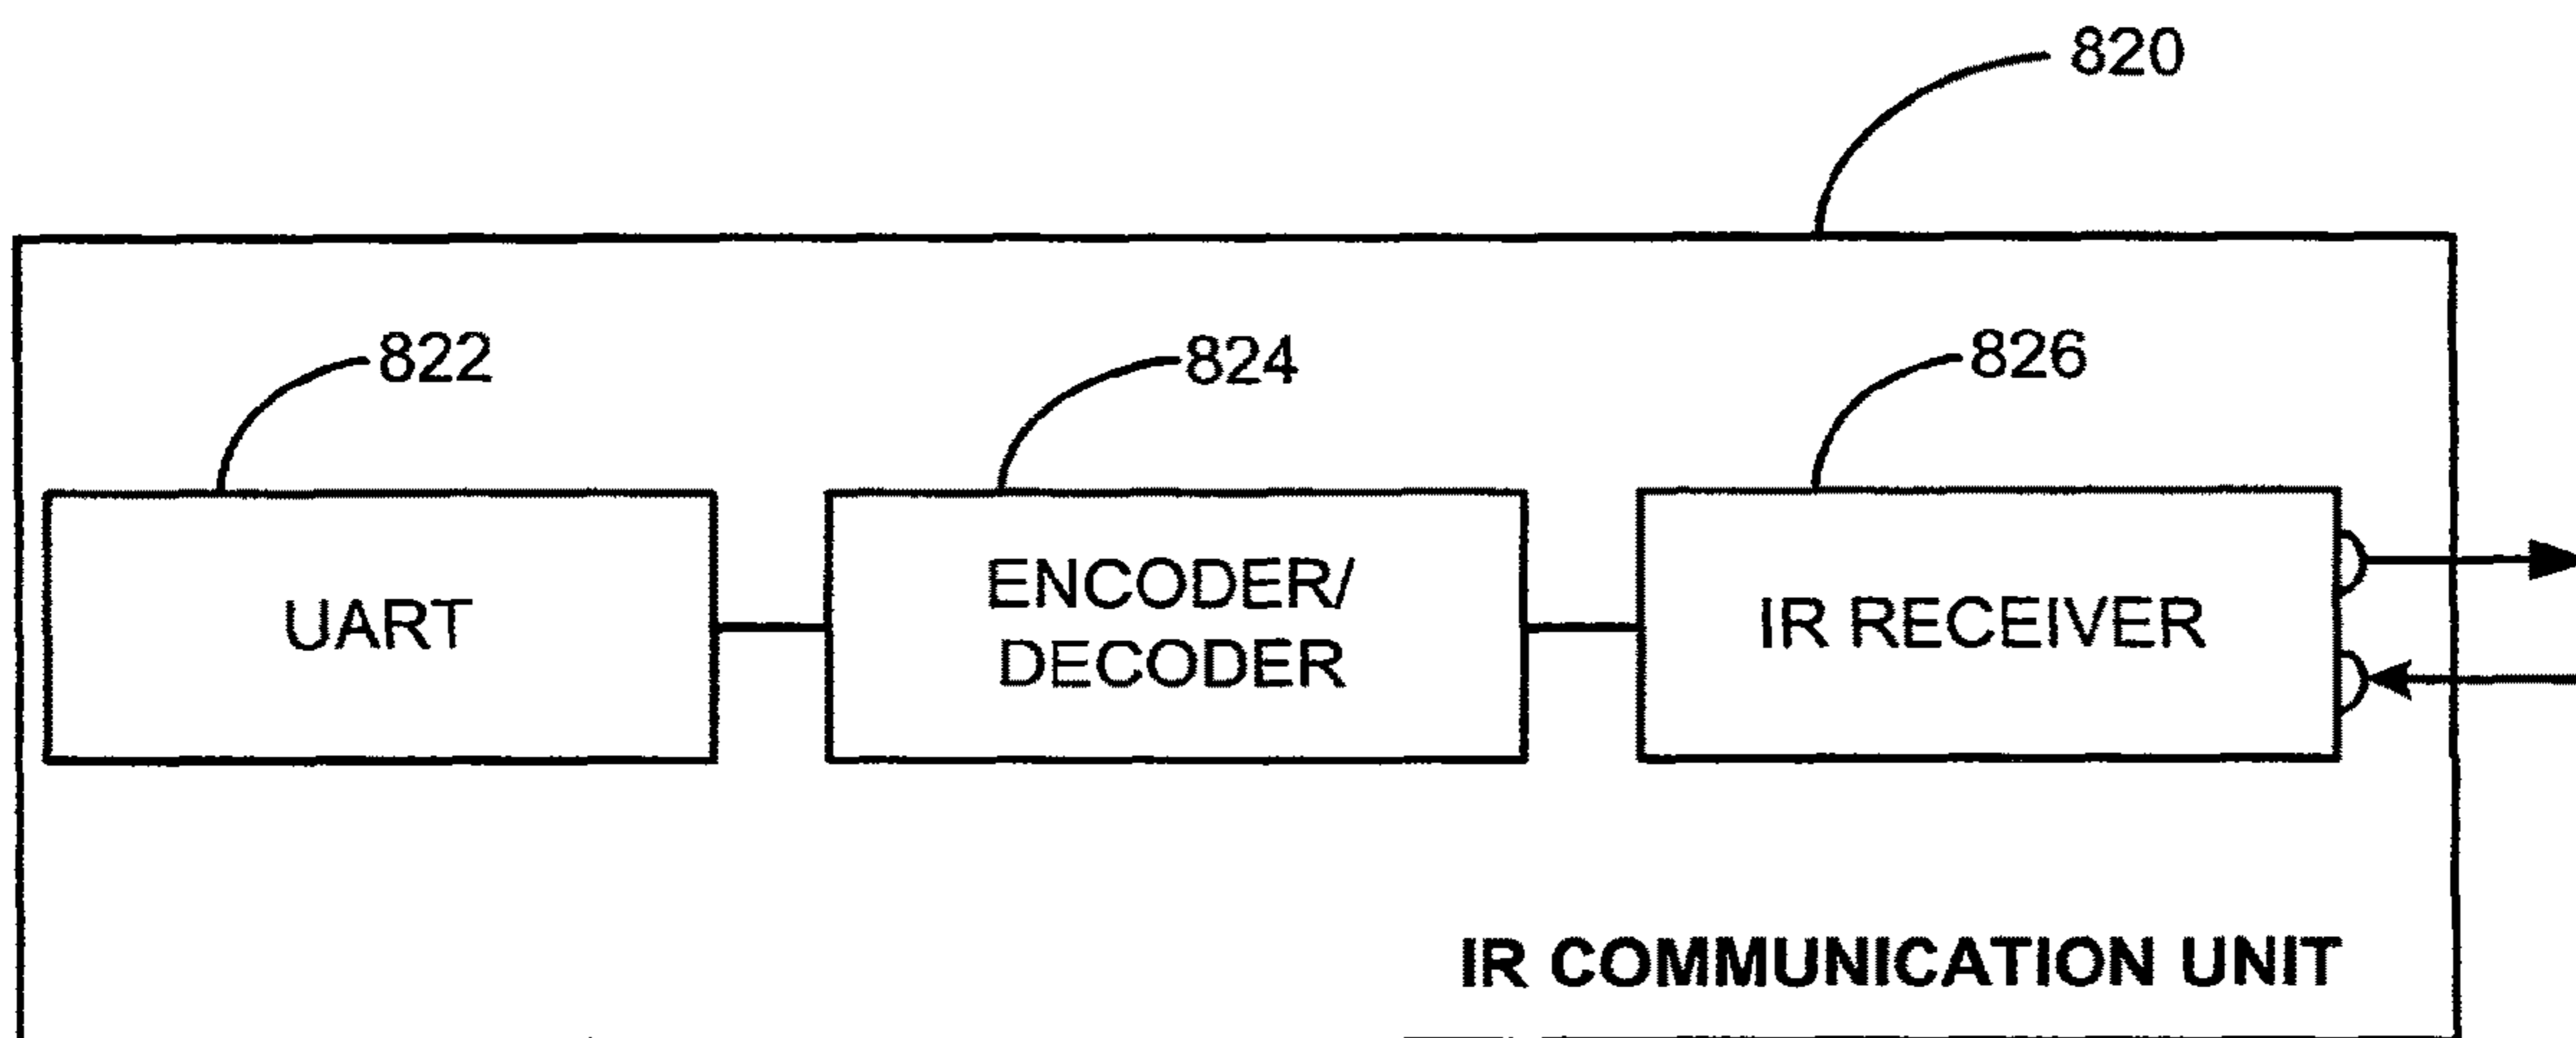 820
822
824
826
UART
ENCODER/
DECODER
IR RECEIVER
IR COMMUNICATION UNIT